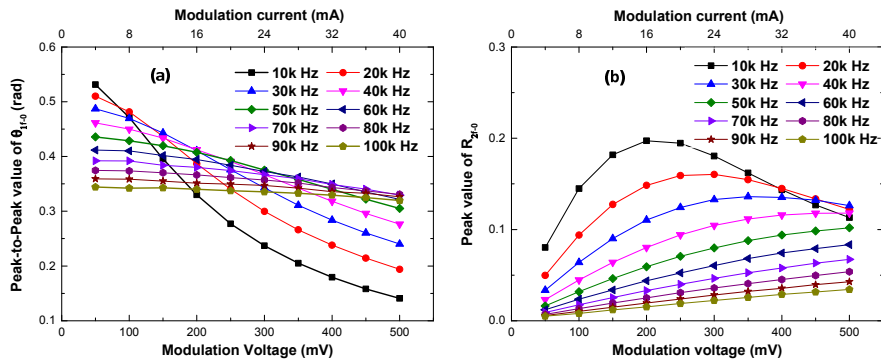 Modulation current (mA)
0 8 16 24 32 40
0.6
0.5
0.4
0.3
0.2
0.1
Peak-to-Peak value of θ1f-0 (rad)
(a)
10k Hz 20k Hz
30k Hz 40k Hz
50k Hz 60k Hz
70k Hz 80k Hz
90k Hz 100k Hz
0 100 200 300 400 500
Modulation Voltage (mV)
Modulation current (mA)
0 8 16 24 32 40
0.3
0.2
0.1
0.0
Peak value of R2f-0
(b)
10k Hz 20k Hz
30k Hz 40k Hz
50k Hz 60k Hz
70k Hz 80k Hz
90k Hz 100k Hz
0 100 200 300 400 500
Modulation voltage (mV)